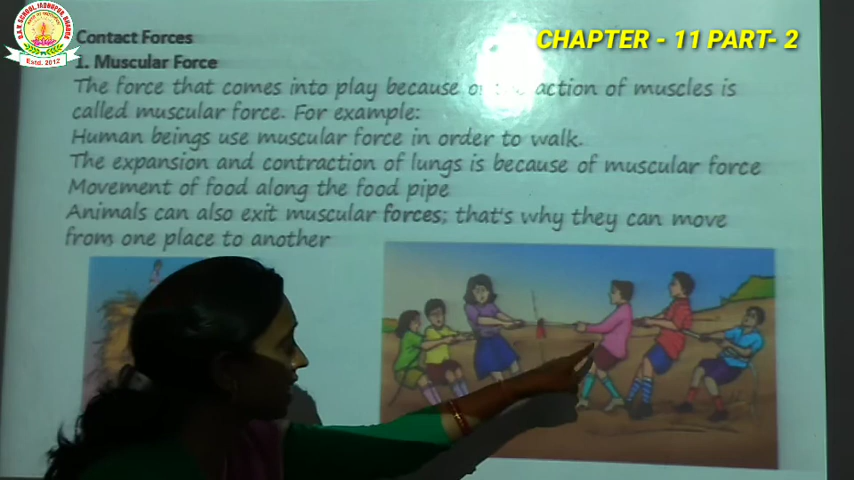 CHAPTER - 11 PART- 2
Contact Forces
1. Muscular Force
The force that comes into play because action of muscles is
called muscular force. For example:
Human beings use muscular force in order to walk.
The expansion and contraction of lungs is because of muscular force
Movement of food along the food pipe
Animals can also exit muscular forces; that's why they can move
from one place to another
Estd. 2012